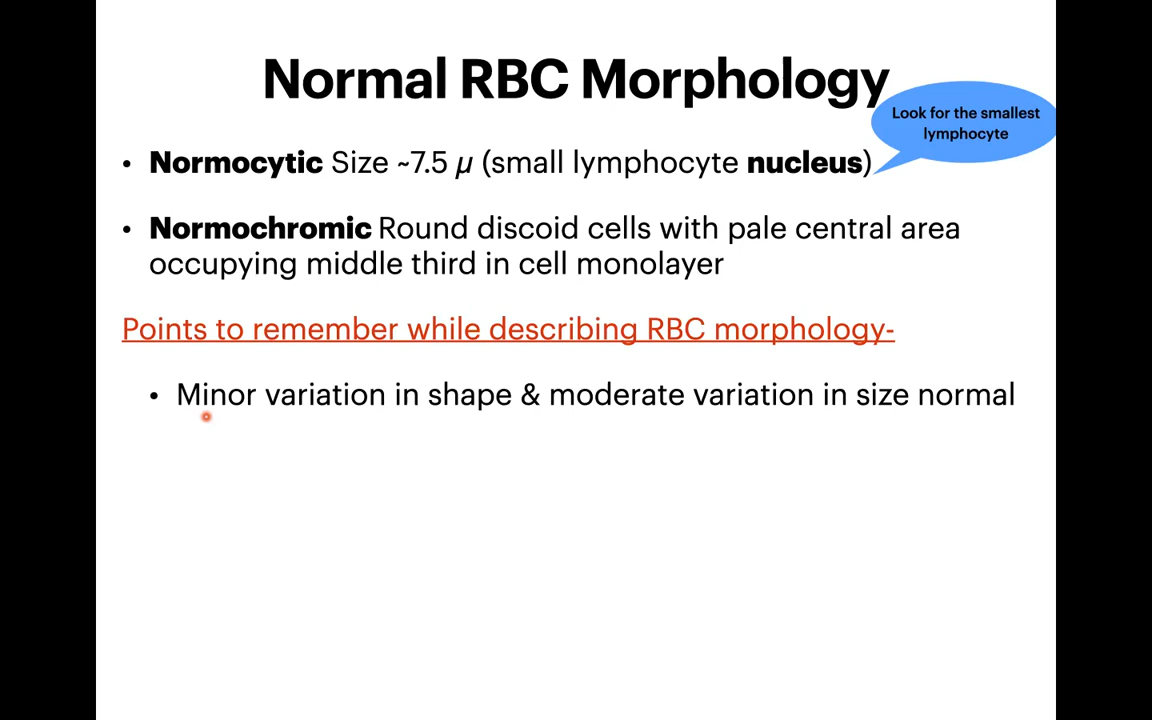 Normal RBC Morphology
Look for the smallest
lymphocyte
• Normocytic Size ~7.5 μ (small lymphocyte nucleus)
• Normochromic Round discoid cells with pale central area
occupying middle third in cell monolayer
Points to remember while describing RBC morphology-
• Minor variation in shape & moderate variation in size normal